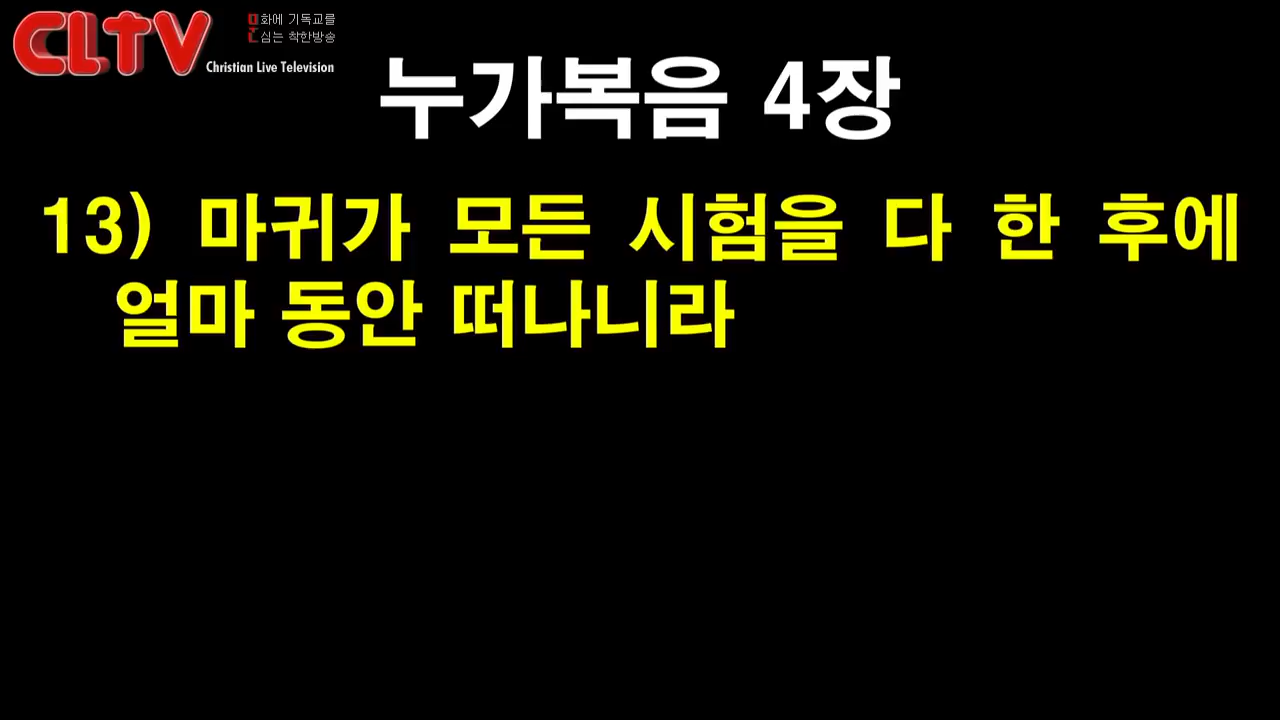 CLTV
문화에 기독교를
심는 착한방송
Christian Live Television
누가복음 4장
13) 마귀가 모든 시험을 다 한 후에
얼마 동안 떠나니라